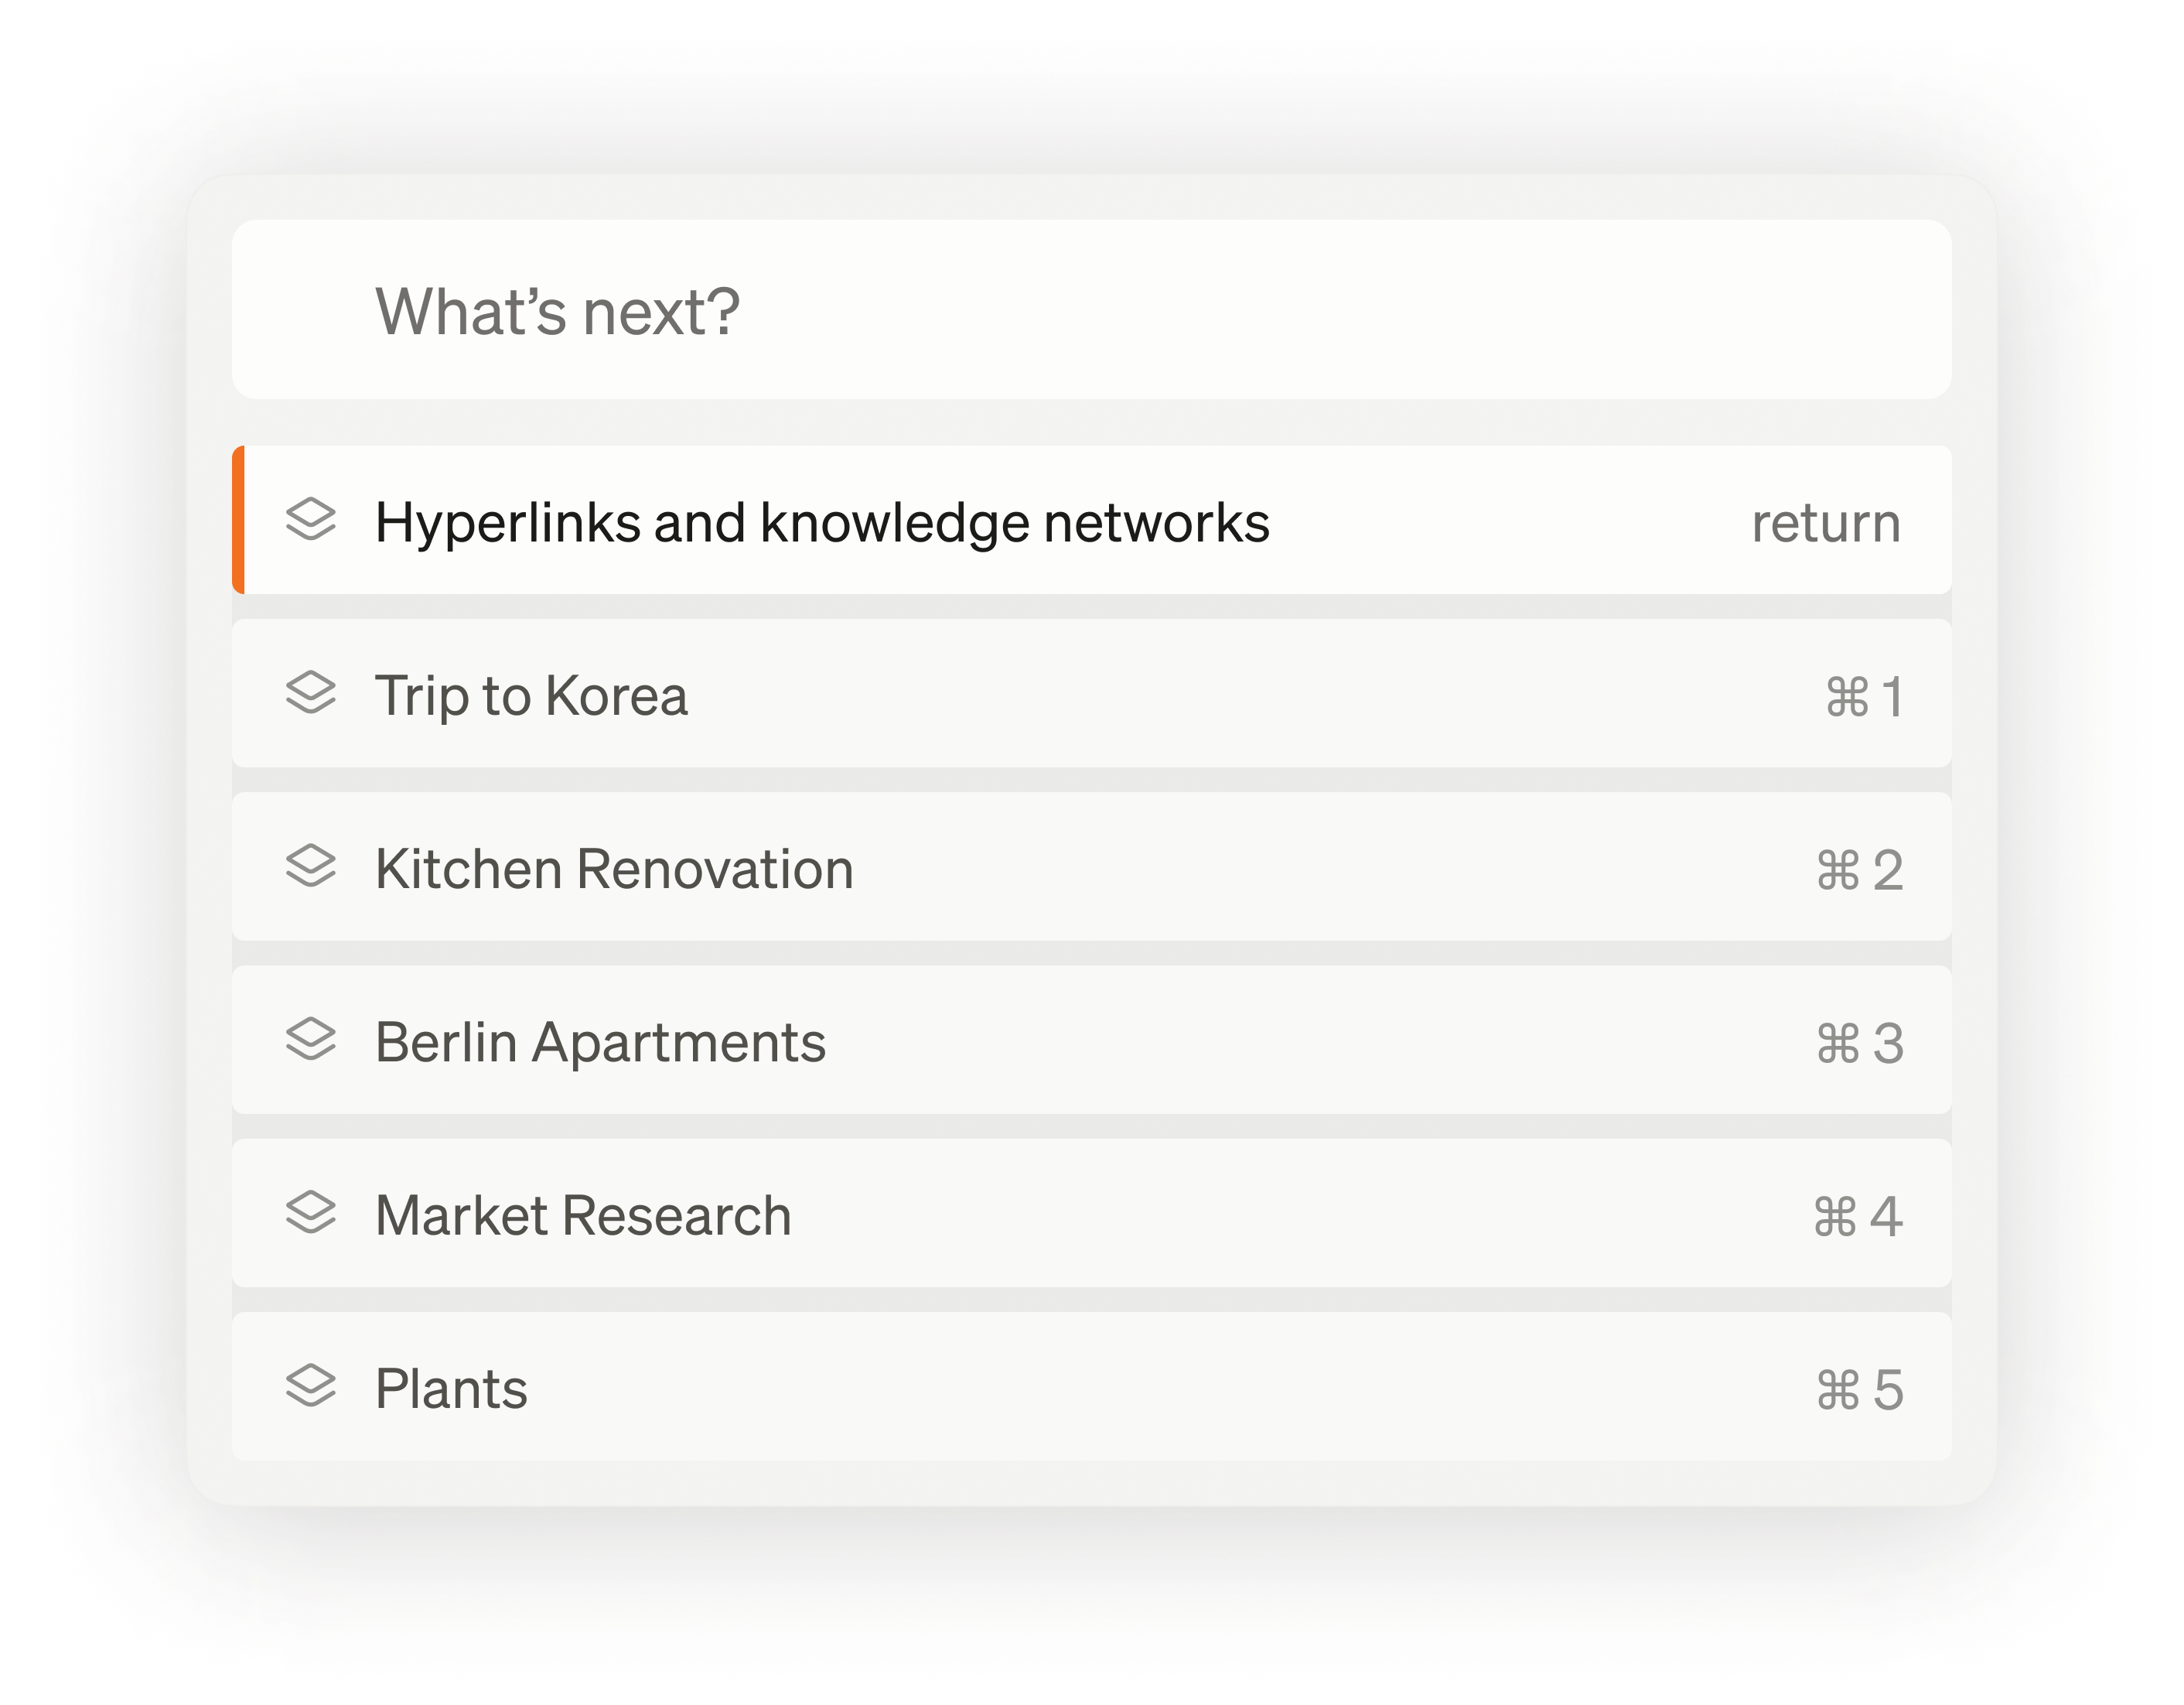 What’s next?
Hyperlinks and knowledge networks return
Trip to Korea ⌘ 1
Kitchen Renovation ⌘ 2
Berlin Apartments ⌘ 3
Market Research ⌘ 4
Plants ⌘ 5